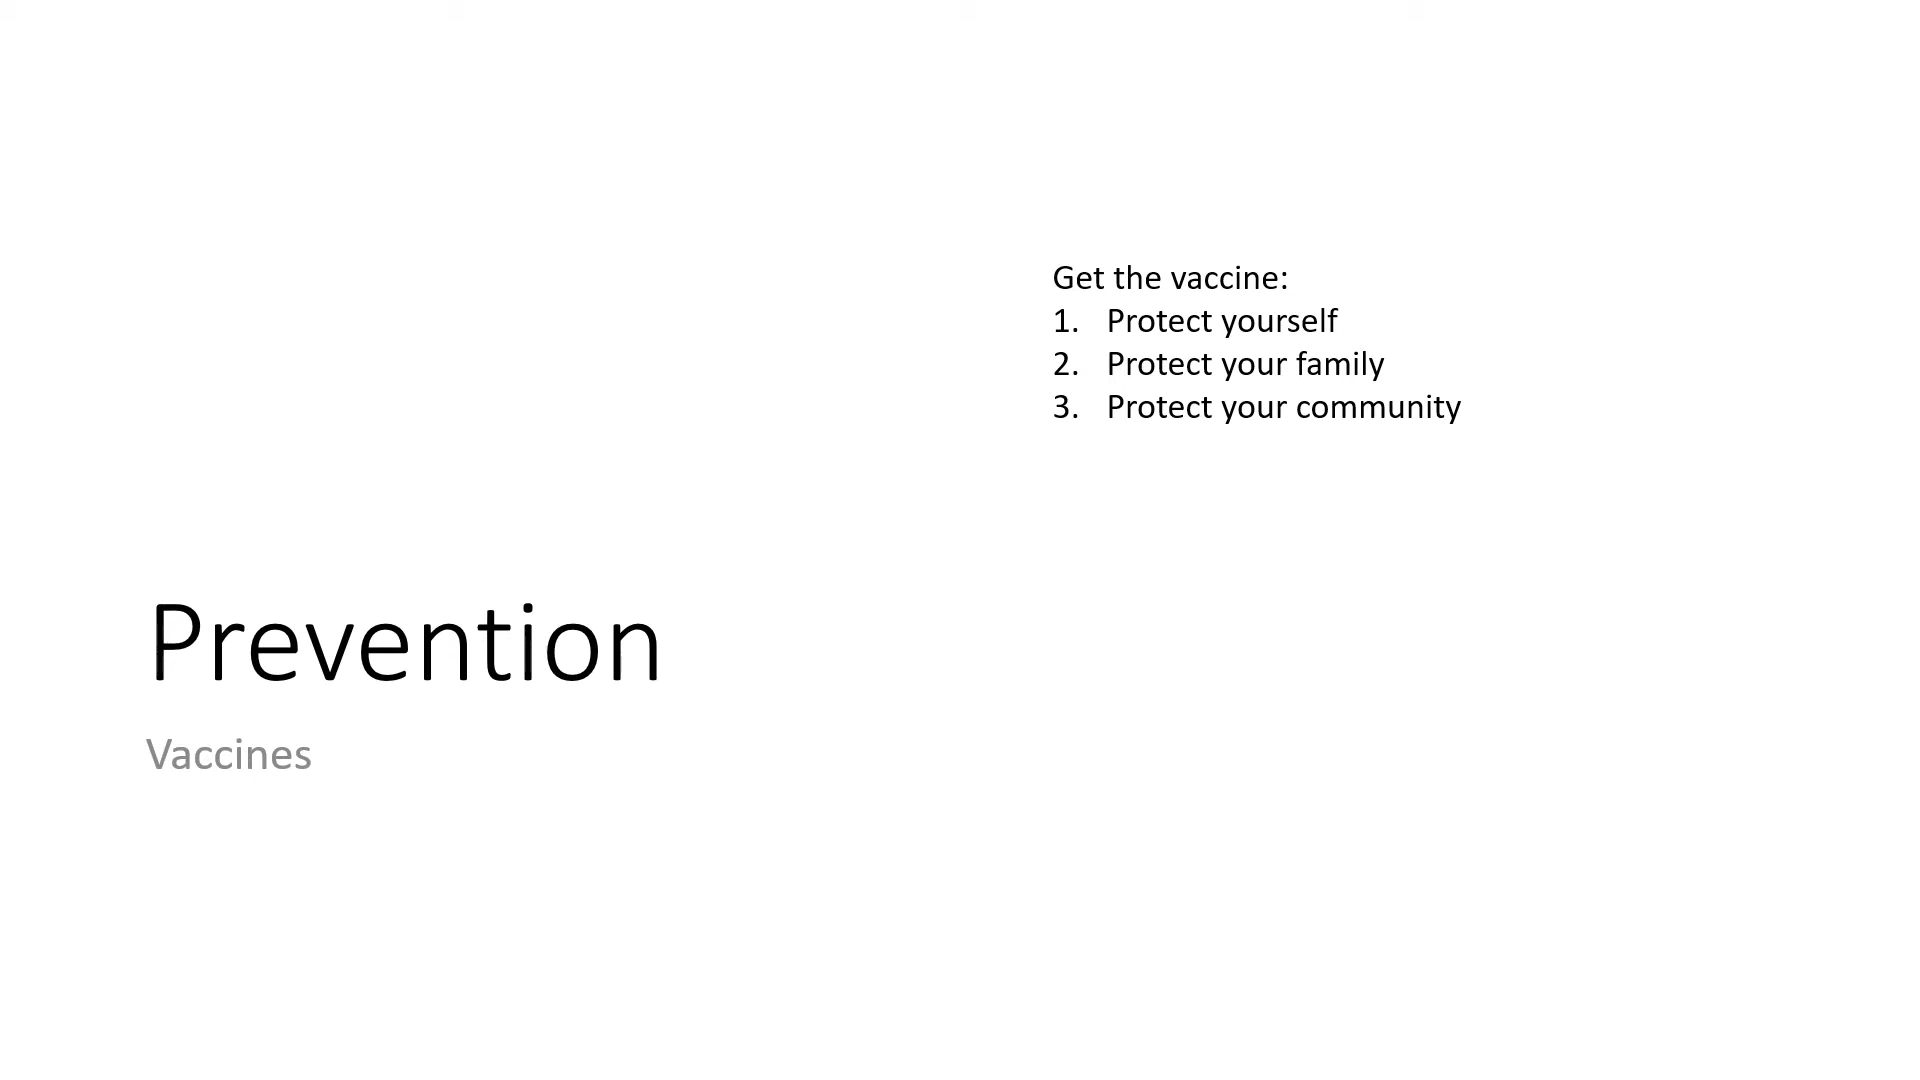 Get the vaccine:
1. Protect yourself
2. Protect your family
3. Protect your community
Prevention
Vaccines